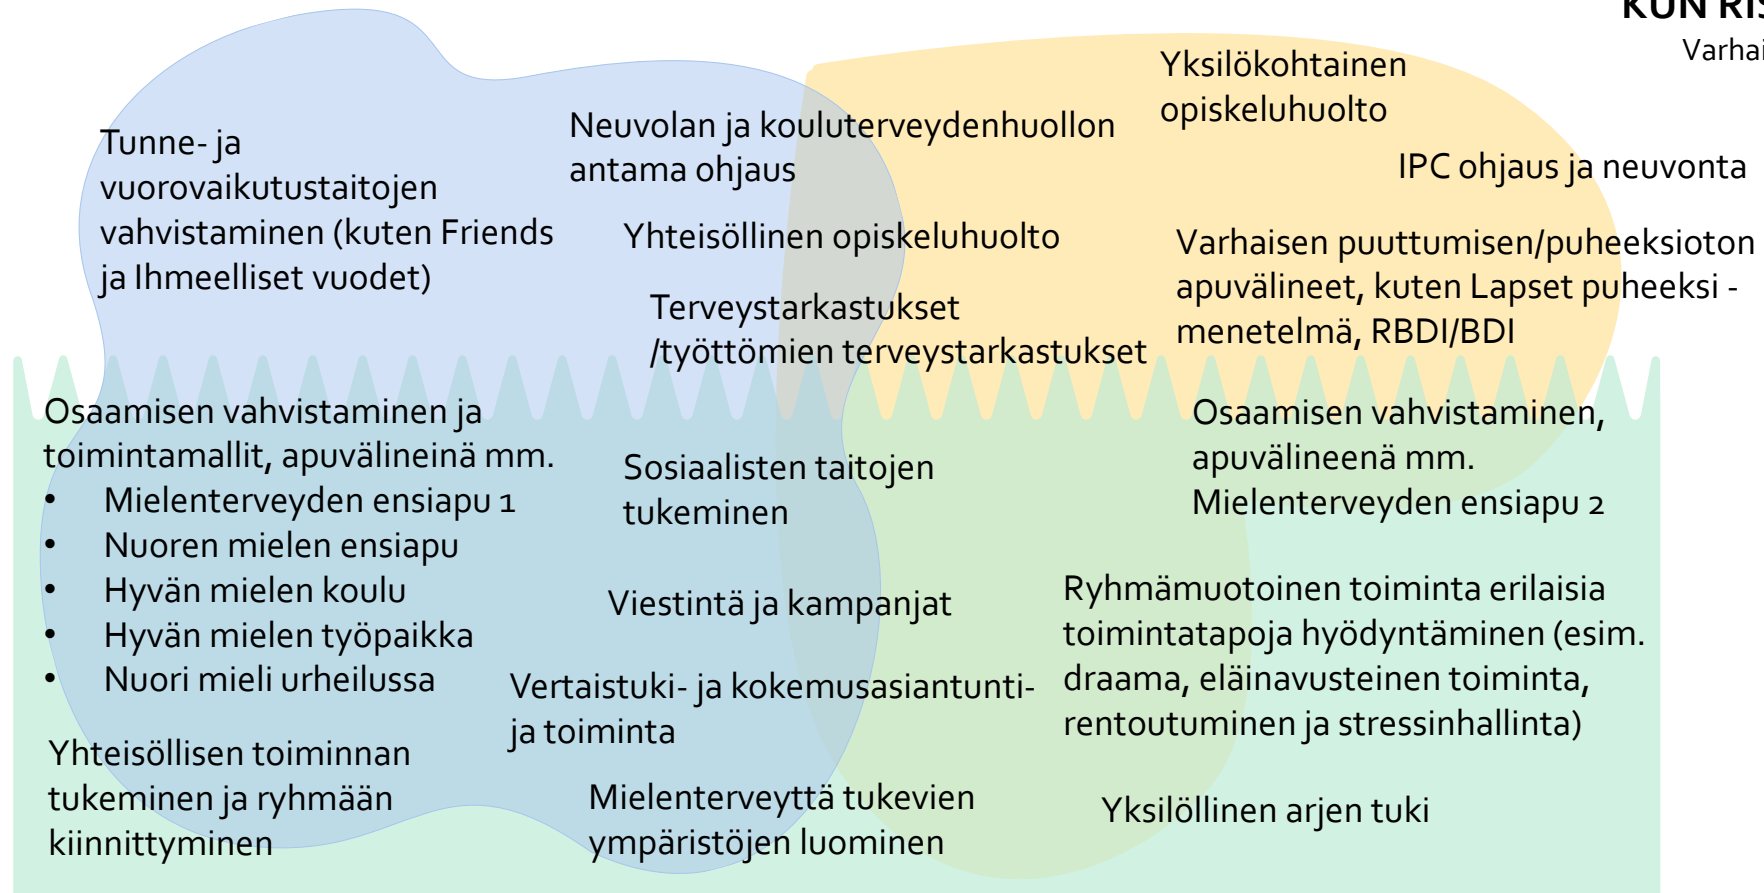 KUN RIS
Varhai
Yksilökohtainen
opiskeluhuolto
Neuvolan ja kouluterveydenhuollon
antama ohjaus
Tunne- ja
vuorovaikutustaitojen
vahvistaminen (kuten Friends
ja Ihmeelliset vuodet)
IPC ohjaus ja neuvonta
Yhteisöllinen opiskeluhuolto
Varhaisen puuttumisen/puheeksioton
apuvälineet, kuten Lapset puheeksi -
menetelmä, RBDI/BDI
Terveystarkastukset
/työttömien terveystarkastukset
Osaamisen vahvistaminen ja
toimintamallit, apuvälineinä mm.
• Mielenterveyden ensiapu 1
• Nuoren mielen ensiapu
• Hyvän mielen koulu
• Hyvän mielen työpaikka
• Nuori mieli urheilussa
Sosiaalisten taitojen
tukeminen
Osaamisen vahvistaminen,
apuvälineenä mm.
Mielenterveyden ensiapu 2
Viestintä ja kampanjat
Ryhmämuotoinen toiminta erilaisia
toimintatapoja hyödyntäminen (esim.
draama, eläinavusteinen toiminta,
rentoutuminen ja stressinhallinta)
Vertaistuki- ja kokemusasiantunti-
ja toiminta
Yhteisöllisen toiminnan
tukeminen ja ryhmään
kiinnittyminen
Mielenterveyttä tukevien
ympäristöjen luominen
Yksilöllinen arjen tuki